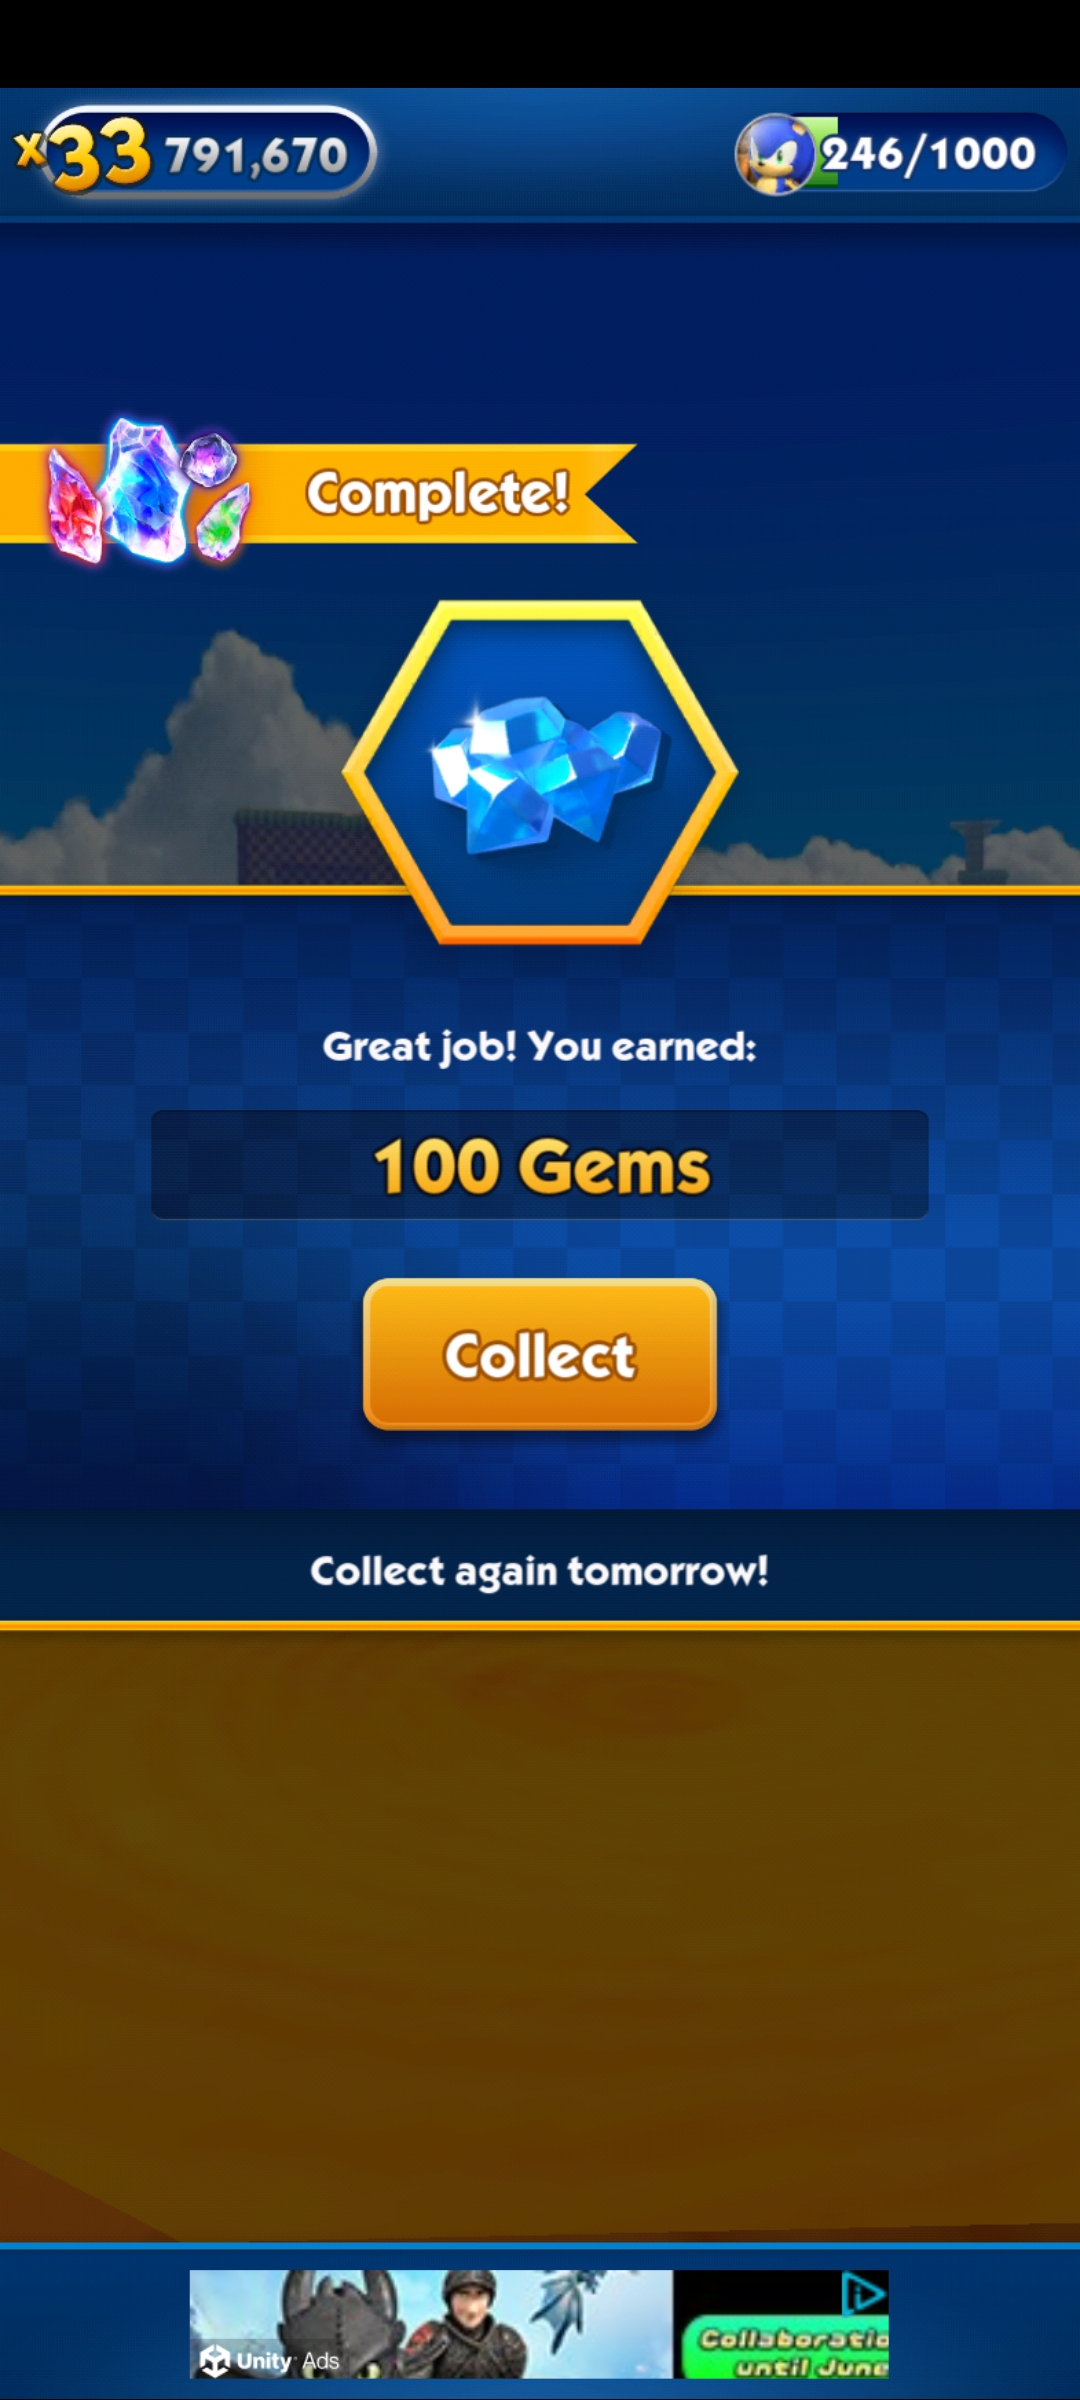 x33 791,670
246/1000
Complete!
Great job! You earned:
100 Gems
Collect
Collect again tomorrow!
Unity Ads
until June